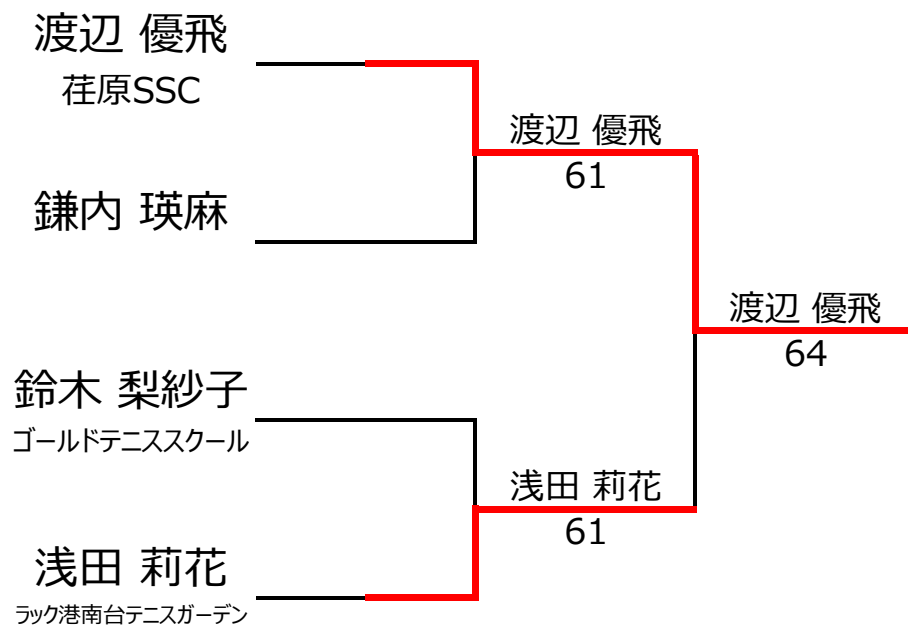 渡辺 優飛
荏原SSC
渡辺 優飛
61
鎌内 瑛麻
渡辺 優飛
64
鈴木 梨紗子
ゴールドテニススクール
浅田 莉花
61
浅田 莉花
ラック港南台テニスガーデン